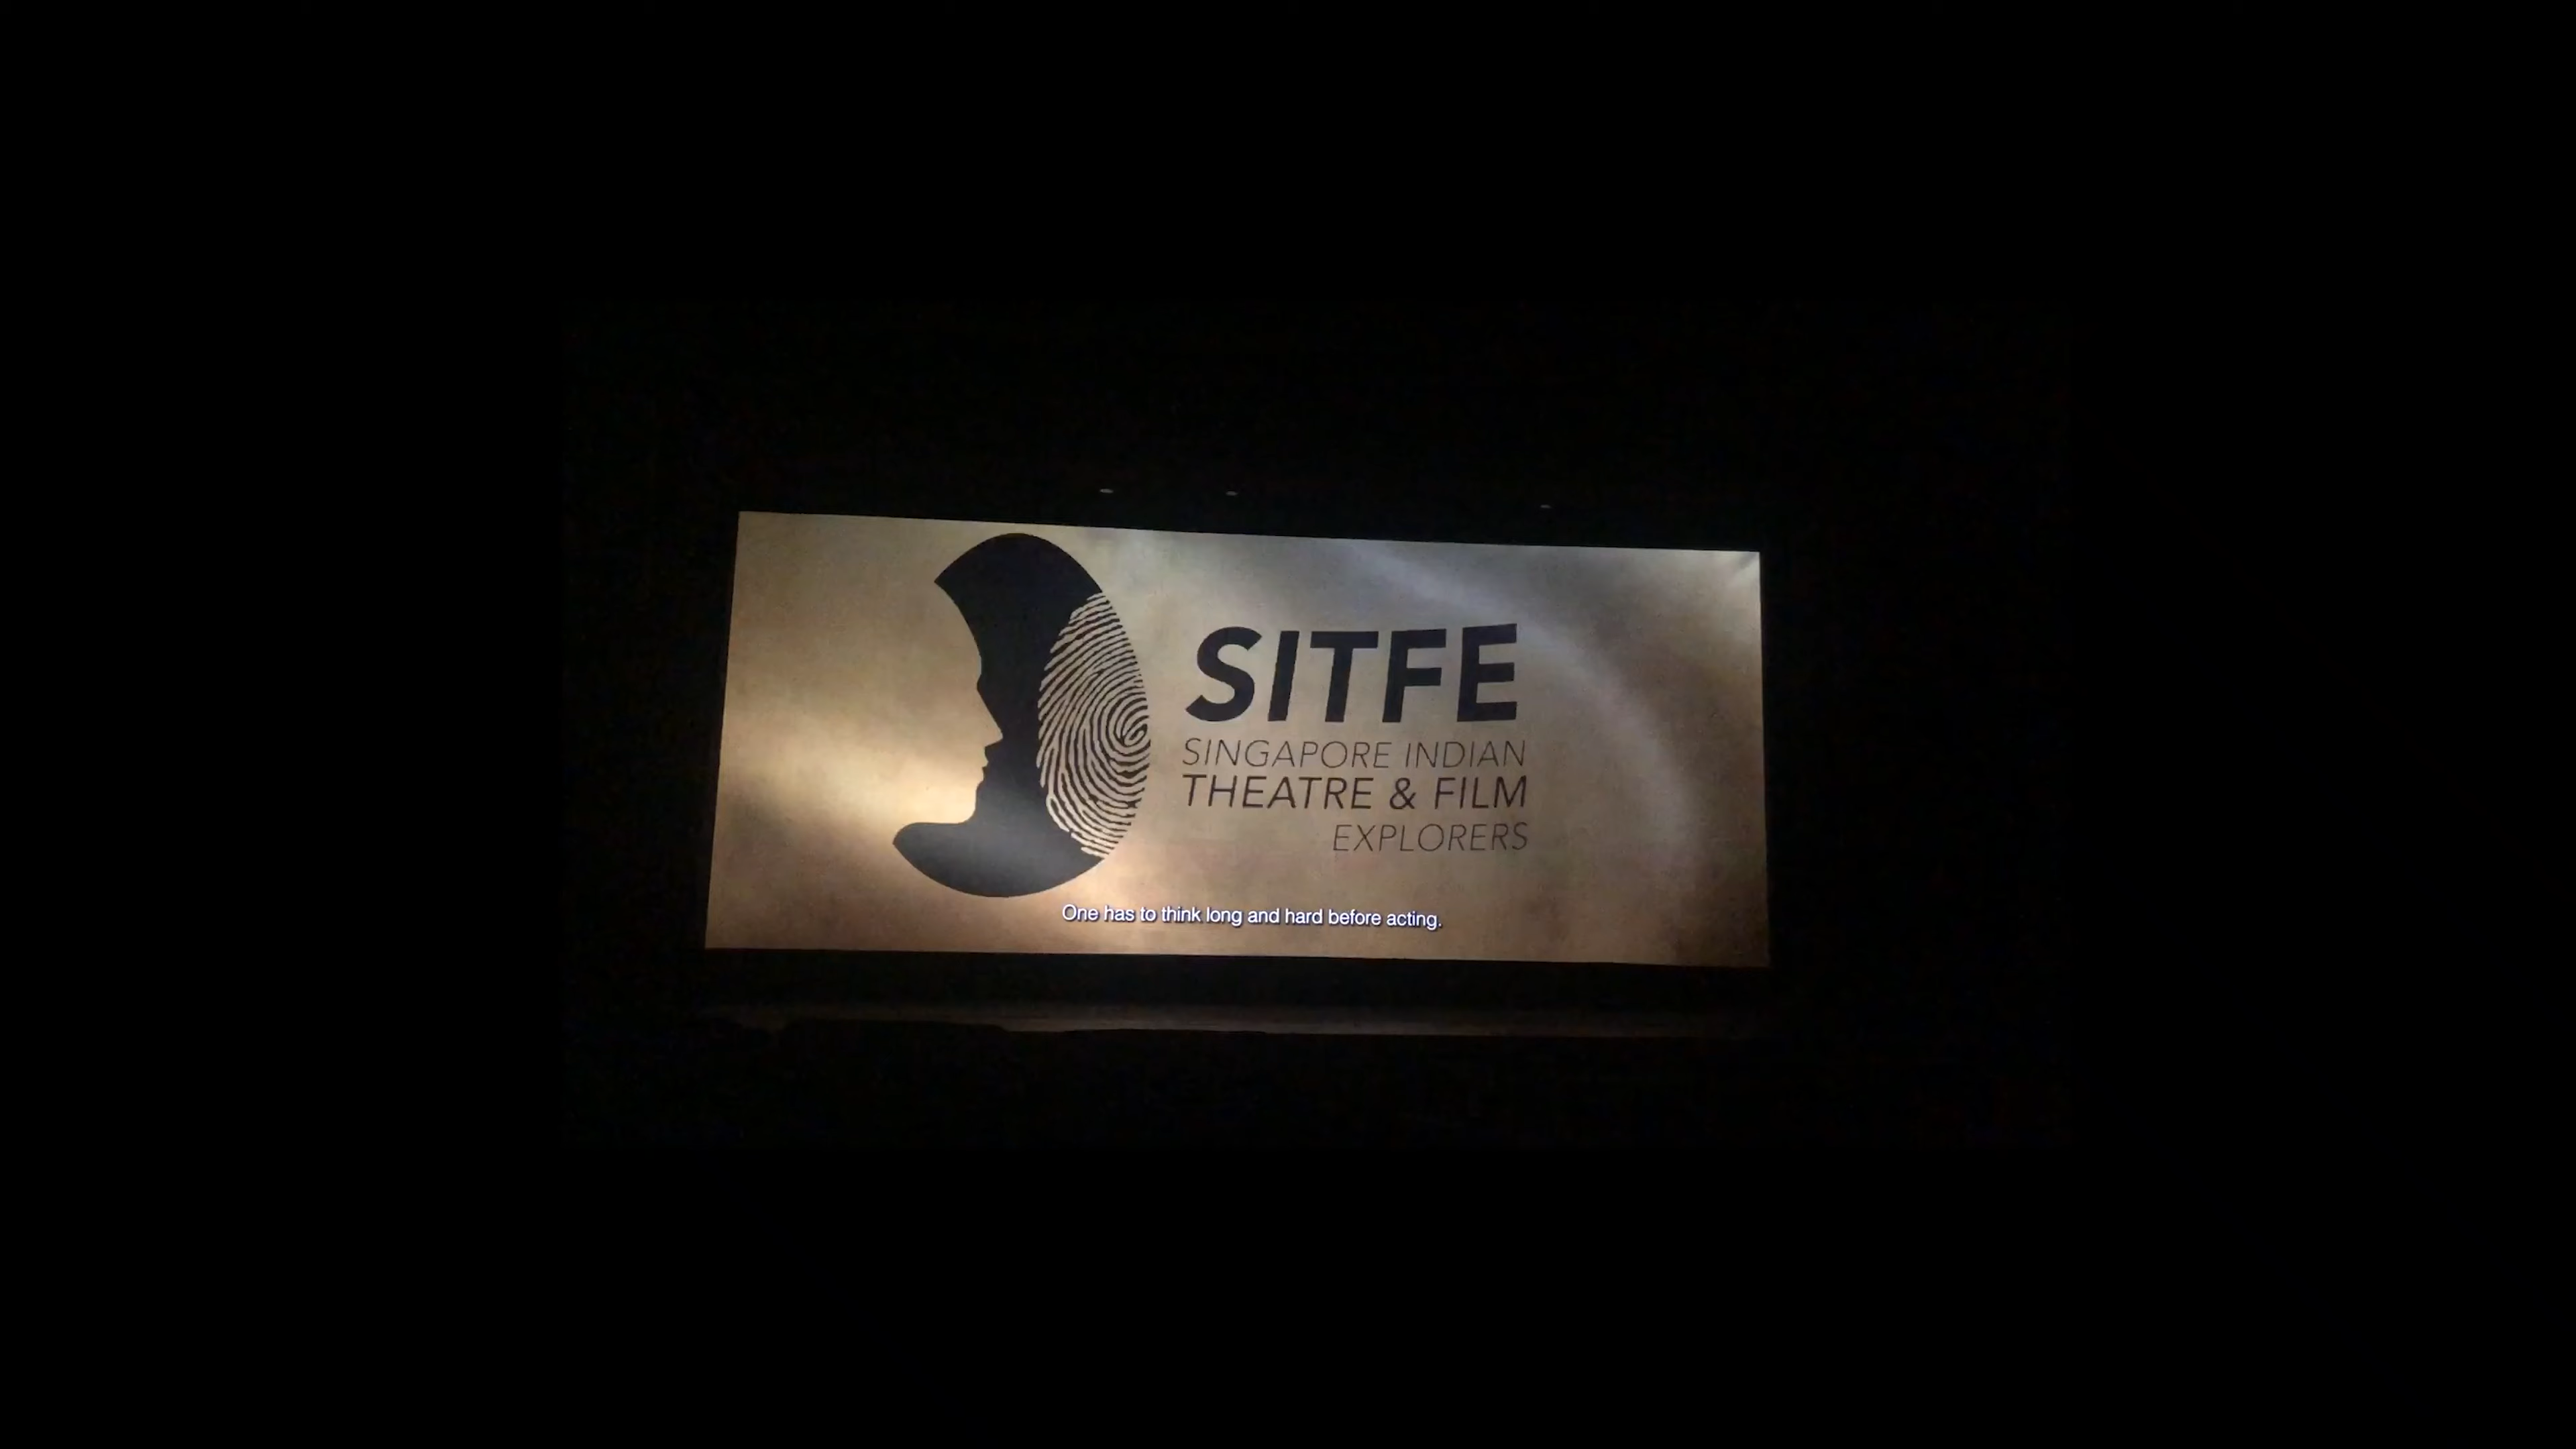 SITFE
SINGAPORE INDIAN
THEATRE & FILM
EXPLORERS
One has to think long and hard before acting.